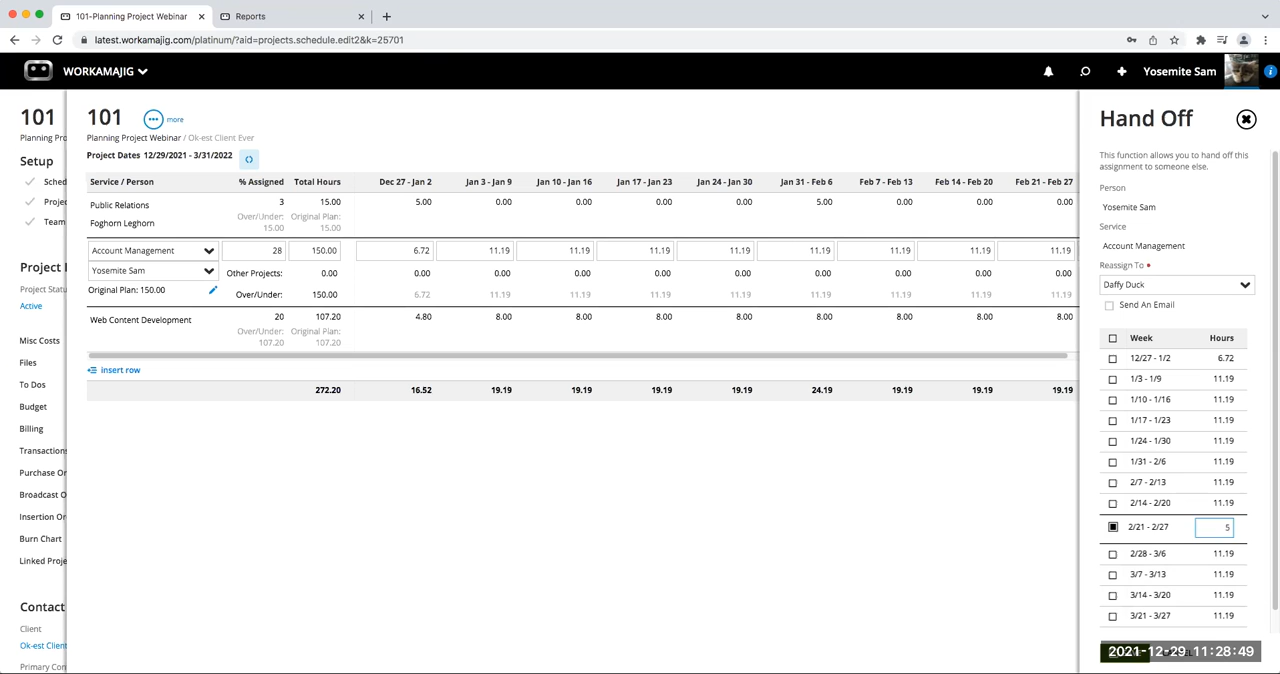 101-Planning Project Webinar
Reports
latest.workamajig.com/platinum/?aid=projects.schedule.edit2&k=25701
WORKAMAJIG
Yosemite Sam
101
Planning Pro
Setup
Sched
Projec
Team
Project
Project Statu
Active
Misc Costs
Files
To Dos
Budget
Billing
Transactions
Purchase Or
Broadcast O
Insertion Or
Burn Chart
Linked Proje
Contact
Client
Ok-est Client
Primary Con
101 more
Planning Project Webinar / Ok-est Client Ever
Project Dates 12/29/2021 - 3/31/2022
Service / Person % Assigned Total Hours Dec 27 - Jan 2 Jan 3 - Jan 9 Jan 10 - Jan 16 Jan 17 - Jan 23 Jan 24 - Jan 30 Jan 31 - Feb 6 Feb 7 - Feb 13 Feb 14 - Feb 20 Feb 21 - Feb 27
Public Relations 3 15.00 5.00 0.00 0.00 0.00 0.00 5.00 0.00 0.00 0.00
Over/Under: Original Plan:
Foghorn Leghorn
15.00 15.00
Account Management 28 150.00 6.72 11.19 11.19 11.19 11.19 11.19 11.19 11.19 11.19
Yosemite Sam Other Projects: 0.00 0.00 0.00 0.00 0.00 0.00 0.00 0.00 0.00 0.00
Original Plan: 150.00 Over/Under: 150.00 6.72 11.19 11.19 11.19 11.19 11.19 11.19 11.19 11.19
Web Content Development 20 107.20 4.80 8.00 8.00 8.00 8.00 8.00 8.00 8.00 8.00
Over/Under: Original Plan:
107.20 107.20
insert row
272.20 16.52 19.19 19.19 19.19 19.19 24.19 19.19 19.19 19.19
Hand Off
This function allows you to hand off this
assignment to someone else.
Person
Yosemite Sam
Service
Account Management
Reassign To
Daffy Duck
Send An Email
Week Hours
12/27 - 1/2 6.72
1/3 - 1/9 11.19
1/10 - 1/16 11.19
1/17 - 1/23 11.19
1/24 - 1/30 11.19
1/31 - 2/6 11.19
2/7 - 2/13 11.19
2/14 - 2/20 11.19
2/21 - 2/27 5
2/28 - 3/6 11.19
3/7 - 3/13 11.19
3/14 - 3/20 11.19
3/21 - 3/27 11.19
2021-12-29 11:28:49